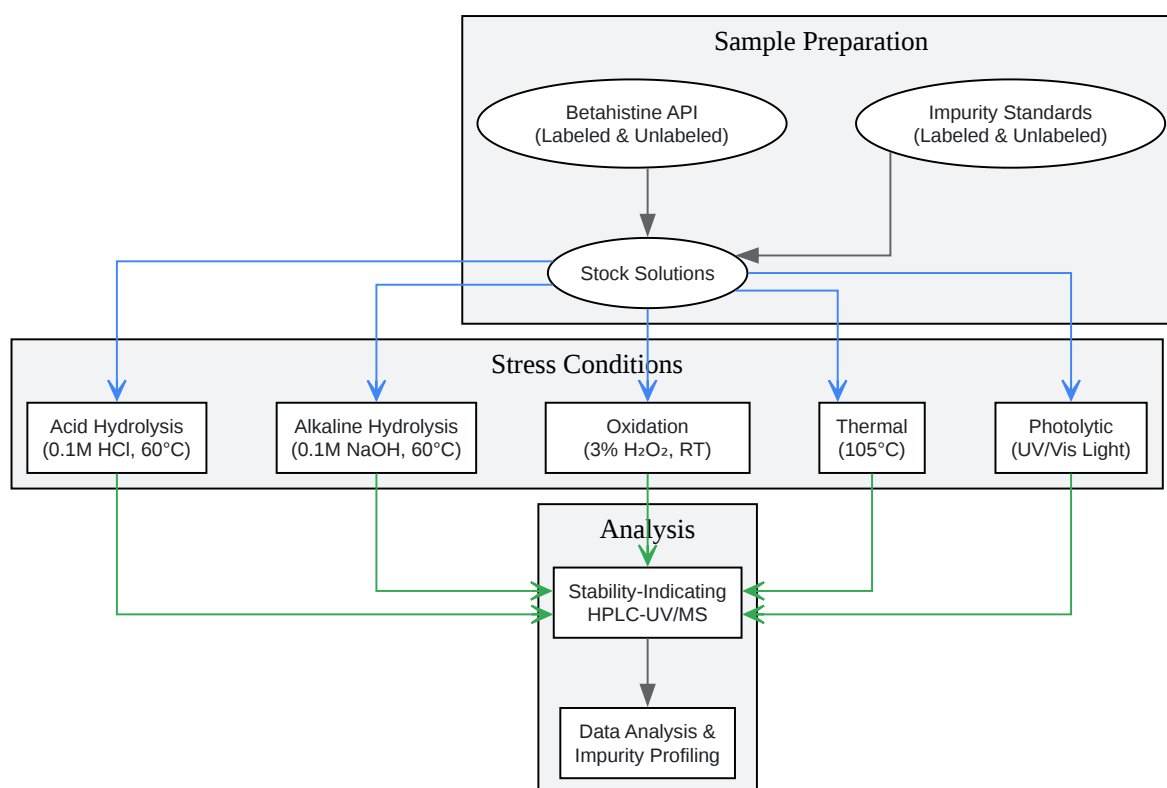 Sample Preparation
Betahistine API
(Labeled & Unlabeled)
Impurity Standards
(Labeled & Unlabeled)
Stock Solutions
Stress Conditions
Acid Hydrolysis
(0.1M HCl, 60°C)
Alkaline Hydrolysis
(0.1M NaOH, 60°C)
Oxidation
(3% H₂O₂, RT)
Thermal
(105°C)
Photolytic
(UV/Vis Light)
Analysis
Stability-Indicating
HPLC-UV/MS
Data Analysis &
Impurity Profiling